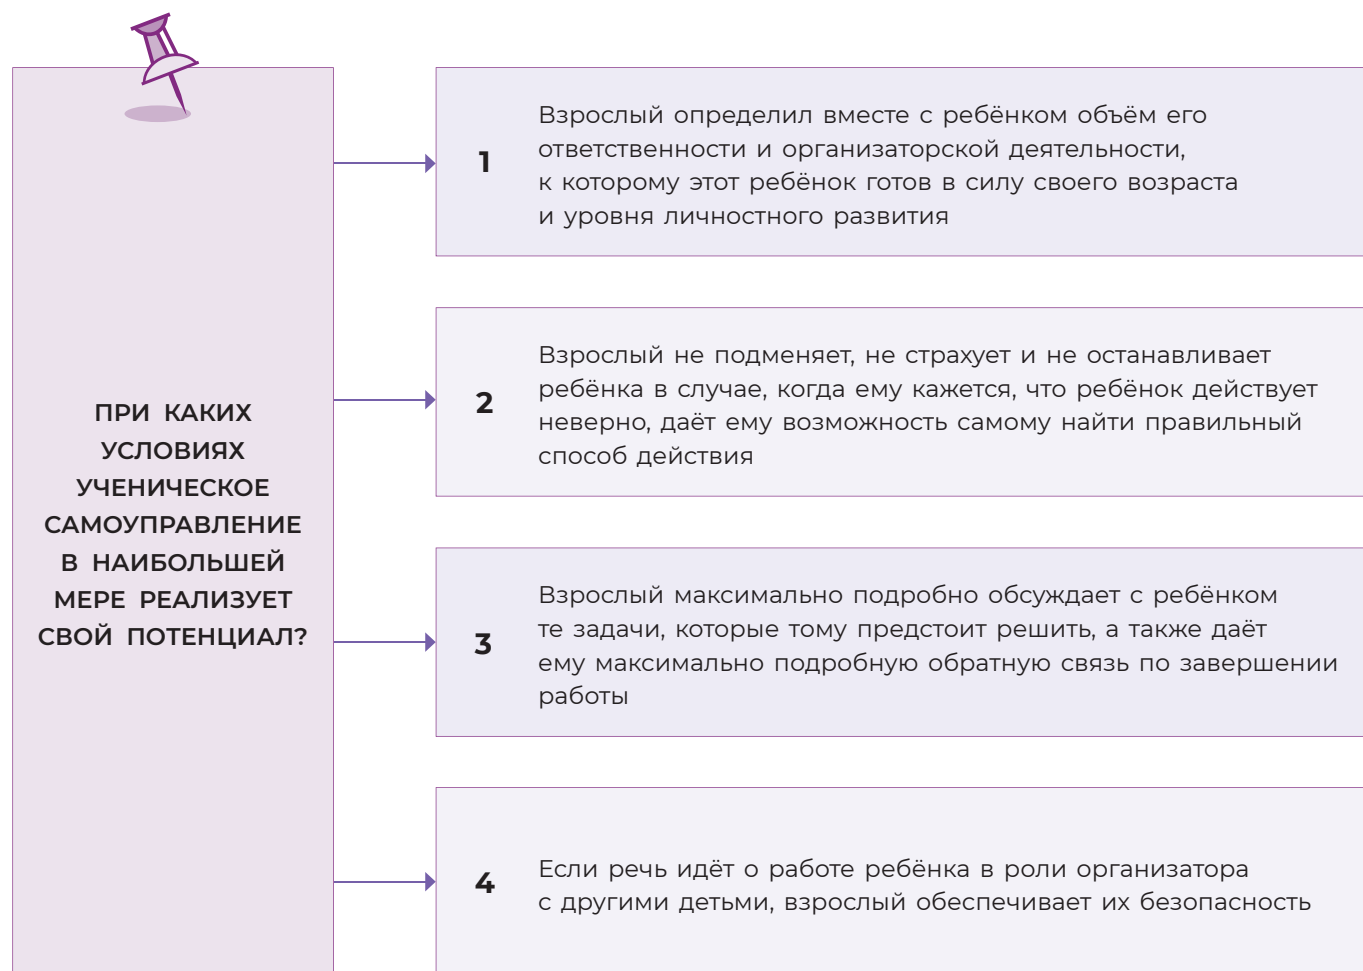 ПРИ КАКИХ
УСЛОВИЯХ
УЧЕНИЧЕСКОЕ
САМОУПРАВЛЕНИЕ
В НАИБОЛЬШЕЙ
МЕРЕ РЕАЛИЗУЕТ
СВОЙ ПОТЕНЦИАЛ?
1
Взрослый определил вместе с ребёнком объём его
ответственности и организаторской деятельности,
к которому этот ребёнок готов в силу своего возраста
и уровня личностного развития
2
Взрослый не подменяет, не страхует и не останавливает
ребёнка в случае, когда ему кажется, что ребёнок действует
неверно, даёт ему возможность самому найти правильный
способ действия
3
Взрослый максимально подробно обсуждает с ребёнком
те задачи, которые тому предстоит решить, а также даёт
ему максимально подробную обратную связь по завершении
работы
4
Если речь идёт о работе ребёнка в роли организатора
с другими детьми, взрослый обеспечивает их безопасность